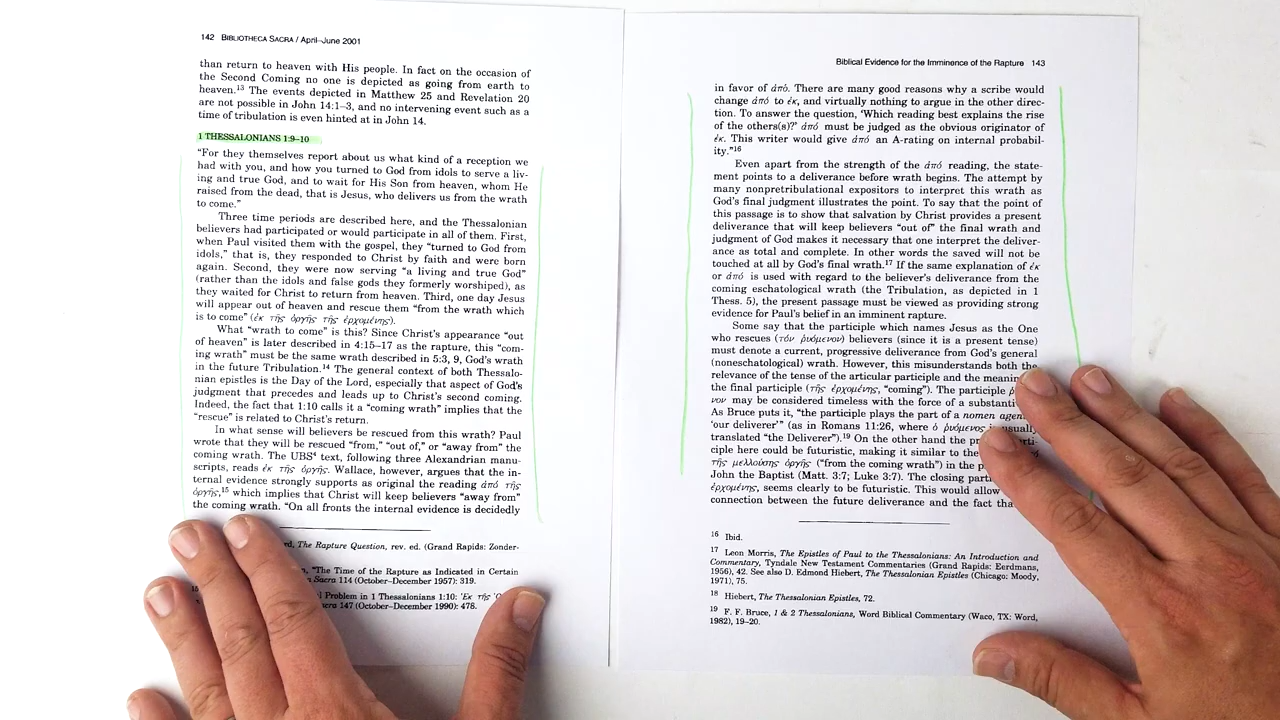 142 BIBLIOTHECA SACRA / April–June 2001
than return to heaven with His people. In fact on the occasion of
the Second Coming no one is depicted as going from earth to
heaven.13 The events depicted in Matthew 25 and Revelation 20
are not possible in John 14:1–3, and no intervening event such as a
time of tribulation is even hinted at in John 14.
1 THESSALONIANS 1:9–10
“For they themselves report about us what kind of a reception we
had with you, and how you turned to God from idols to serve a liv-
ing and true God, and to wait for His Son from heaven, whom He
raised from the dead, that is Jesus, who delivers us from the wrath
to come.”
Three time periods are described here, and the Thessalonian
believers had participated or would participate in all of them. First,
when Paul visited them with the gospel, they “turned to God from
idols,” that is, they responded to Christ by faith and were born
again. Second, they were now serving “a living and true God”
(rather than the idols and false gods they formerly worshiped), as
they waited for Christ to return from heaven. Third, one day Jesus
will appear out of heaven and rescue them “from the wrath which
is to come” (ἐκ τῆς ὀργῆς τῆς ἐρχομένης).
What “wrath to come” is this? Since Christ’s appearance “out
of heaven” is later described in 4:15–17 as the rapture, this “com-
ing wrath” must be the same wrath described in 5:3, 9, God’s wrath
in the future Tribulation.14 The general context of both Thessalo-
nian epistles is the Day of the Lord, especially that aspect of God’s
judgment that precedes and leads up to Christ’s second coming.
Indeed, the fact that 1:10 calls it a “coming wrath” implies that the
“rescue” is related to Christ’s return.
In what sense will believers be rescued from this wrath? Paul
wrote that they will be rescued “from,” “out of,” or “away from” the
coming wrath. The UBS4 text, following three Alexandrian manu-
scripts, reads ἐκ τῆς ὀργῆς. Wallace, however, argues that the in-
ternal evidence strongly supports as original the reading ἀπό τῆς
ὀργῆς,15 which implies that Christ will keep believers “away from”
the coming wrath. “On all fronts the internal evidence is decidedly
The Rapture Question, rev. ed. (Grand Rapids: Zonder-
“The Time of the Rapture as Indicated in Certain
Sacra 114 (October–December 1957): 319.
15 Problem in 1 Thessalonians 1:10: ’Ἐκ τῆς
147 (October–December 1990): 478.
Biblical Evidence for the Imminence of the Rapture 143
in favor of ἀπό. There are many good reasons why a scribe would
change ἀπό to ἐκ, and virtually nothing to argue in the other direc-
tion. To answer the question, ‘Which reading best explains the rise
of the others(s)?’ ἀπό must be judged as the obvious originator of
ἐκ. This writer would give ἀπό an A-rating on internal probabil-
ity.”16
Even apart from the strength of the ἀπό reading, the state-
ment points to a deliverance before wrath begins. The attempt by
many nonpretribulational expositors to interpret this wrath as
God’s final judgment illustrates the point. To say that the point of
this passage is to show that salvation by Christ provides a present
deliverance that will keep believers “out of” the final wrath and
judgment of God makes it necessary that one interpret the deliver-
ance as total and complete. In other words the saved will not be
touched at all by God’s final wrath.17 If the same explanation of ἐκ
or ἀπό is used with regard to the believer’s deliverance from the
coming eschatological wrath (the Tribulation, as depicted in 1
Thess. 5), the present passage must be viewed as providing strong
evidence for Paul’s belief in an imminent rapture.
Some say that the participle which names Jesus as the One
who rescues (τόν ῥυόμενον) believers (since it is a present tense)
must denote a current, progressive deliverance from God’s general
(noneschatological) wrath. However, this misunderstands both the
relevance of the tense of the articular participle and the meaning
the final participle (τῆς ἐρχομένης, “coming”). The participle
νον may be considered timeless with the force of a
As Bruce puts it, “the participle plays the part of a nomen
‘our deliverer’” (as in Romans 11:26, where ὁ ῥυόμενος is usually
translated “the Deliverer”).19 On the other hand the
ciple here could be futuristic, making it similar to the
τῆς μελλούσης ὀργῆς (“from the coming wrath”) in the
John the Baptist (Matt. 3:7; Luke 3:7). The closing
ἐρχομένης, seems clearly to be futuristic. This would allow
connection between the future deliverance and the fact
16 Ibid.
17 Leon Morris, The Epistles of Paul to the Thessalonians: An Introduction and
Commentary, Tyndale New Testament Commentaries (Grand Rapids: Eerdmans,
1956), 42. See also D. Edmond Hiebert, The Thessalonian Epistles (Chicago: Moody,
1971), 75.
18 Hiebert, The Thessalonian Epistles, 72.
19 F. F. Bruce, 1 & 2 Thessalonians, Word Biblical Commentary (Waco, TX: Word,
1982), 19–20.